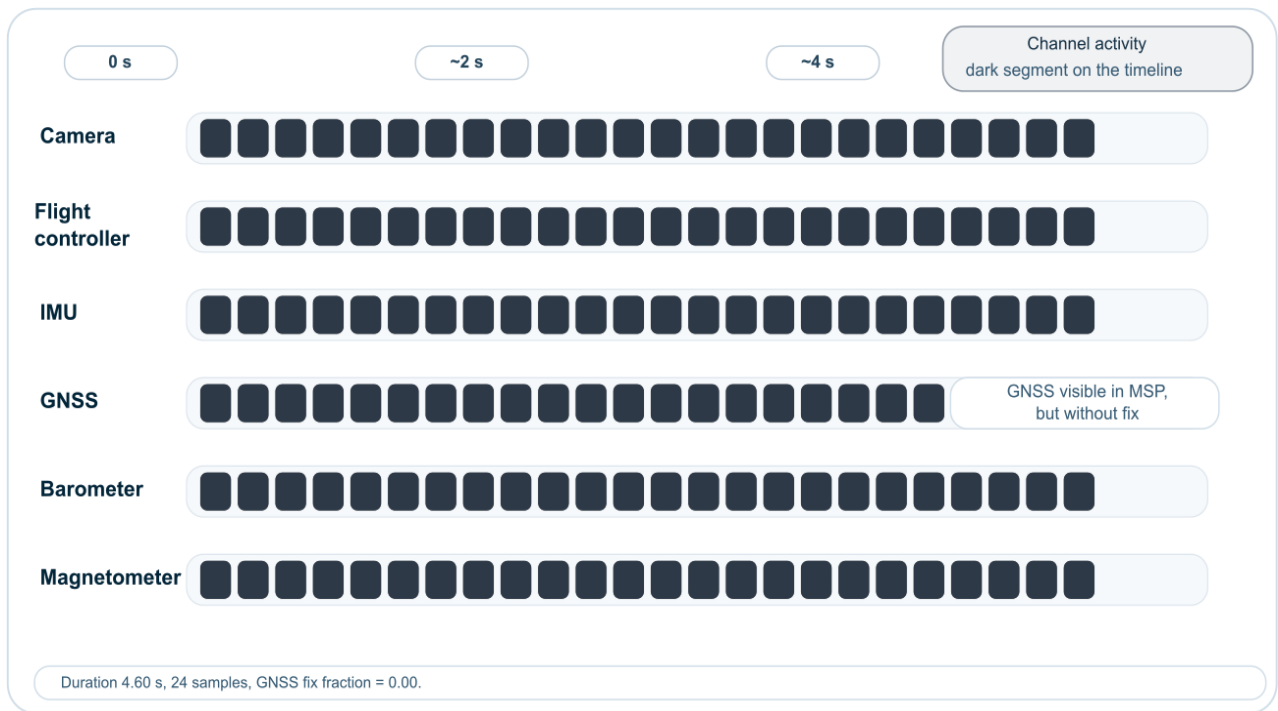 0 s
~2 s
~4 s
Channel activity
dark segment on the timeline
Camera
Flight
controller
IMU
GNSS
GNSS visible in MSP,
but without fix
Barometer
Magnetometer
Duration 4.60 s, 24 samples, GNSS fix fraction = 0.00.